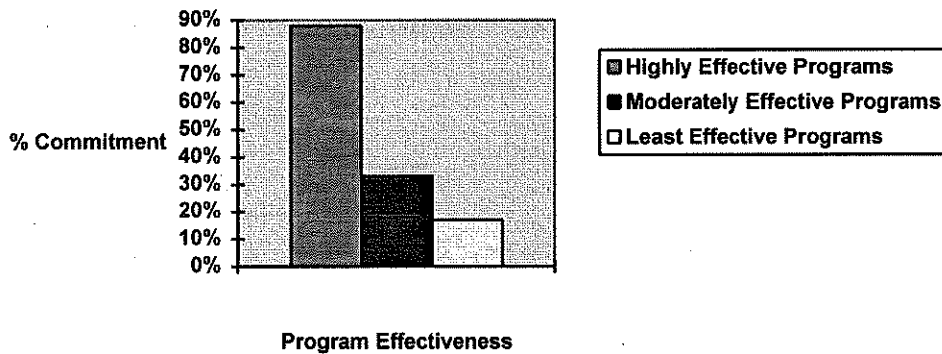 90%
80%
70%
60%
50%
40%
30%
20%
10%
0%
% Commitment
Program Effectiveness
Highly Effective Programs
Moderately Effective Programs
Least Effective Programs